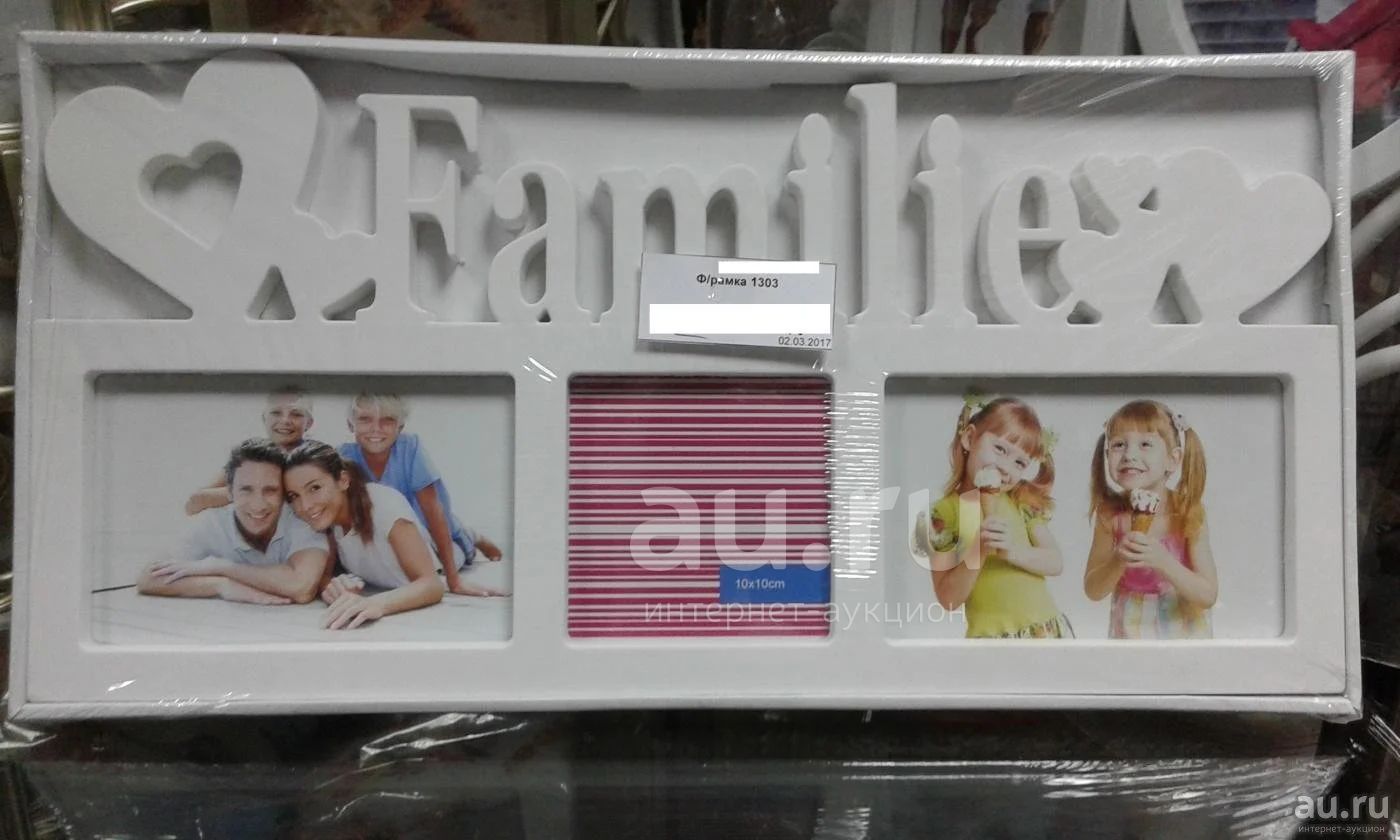 Familie
Ф/рамка 1303
02.03.2017
au.ru
10x10cm
интернет-аукцион
au.ru
интернет-аукцион